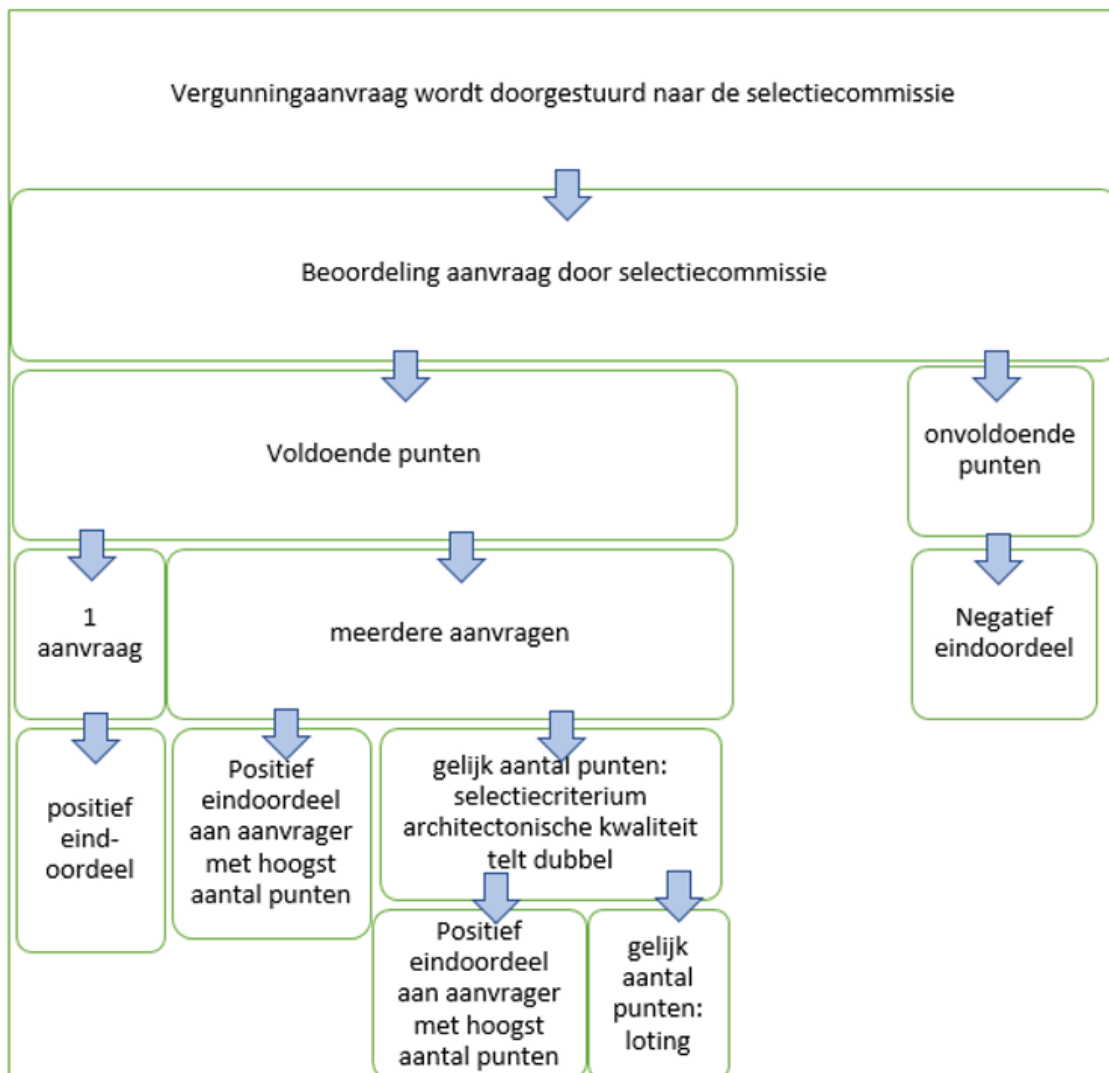 Vergunningaanvraag wordt doorgestuurd naar de selectiecommissie
Beoordeling aanvraag door selectiecommissie
Voldoende punten
onvoldoende
punten
1
aanvraag
meerdere aanvragen
Negatief
eindoordeel
positief
eind-
oordeel
Positief
eindoordeel
aan aanvrager
met hoogst
aantal punten
gelijk aantal punten:
selectiecriterium
architectonische kwaliteit
telt dubbel
Positief
eindoordeel
aan aanvrager
met hoogst
aantal punten
gelijk
aantal
punten:
loting